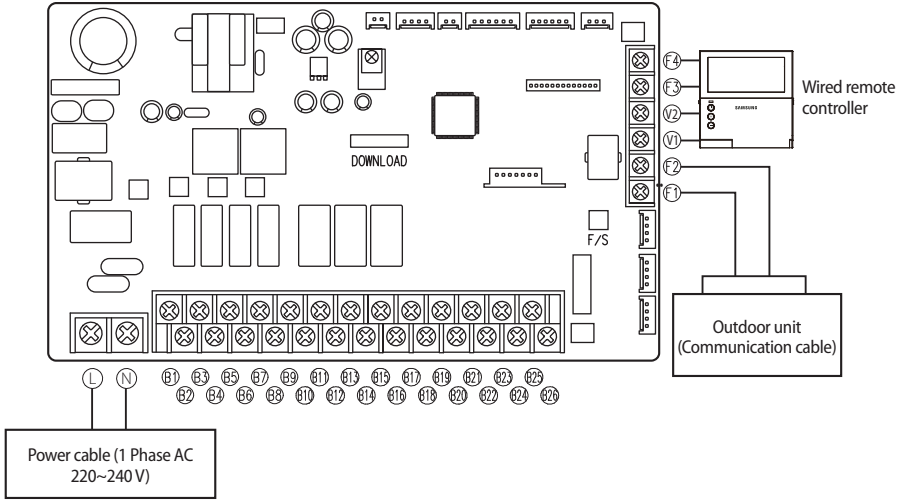 F4
F3
V2
V1
F2
F1
SAMSUNG
Wired remote
controller
DOWNLOAD
F/S
Outdoor unit
(Communication cable)
L
N
B1 B3 B5 B7 B9 B11 B13 B15 B17 B19 B21 B23 B25
B2 B4 B6 B8 B10 B12 B14 B16 B18 B20 B22 B24 B26
Power cable (1 Phase AC
220~240 V)